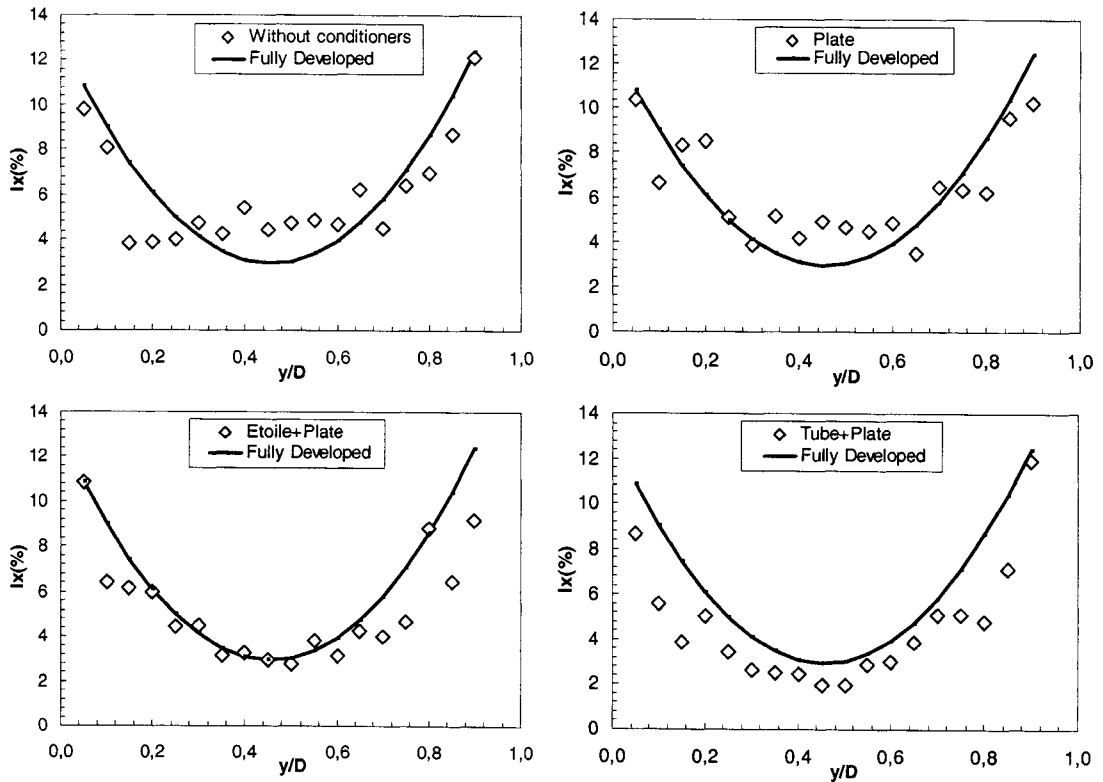 Without conditioners
Fully Developed
Ix(%)
14
12
10
8
6
4
2
0
0,0 0,2 0,4 0,6 0,8 1,0
y/D
Plate
Fully Developed
Ix(%)
14
12
10
8
6
4
2
0
0,0 0,2 0,4 0,6 0,8 1,0
y/D
Etoile+Plate
Fully Developed
Ix(%)
14
12
10
8
6
4
2
0
0,0 0,2 0,4 0,6 0,8 1,0
y/D
Tube+Plate
Fully Developed
Ix(%)
14
12
10
8
6
4
2
0
0,0 0,2 0,4 0,6 0,8 1,0
y/D